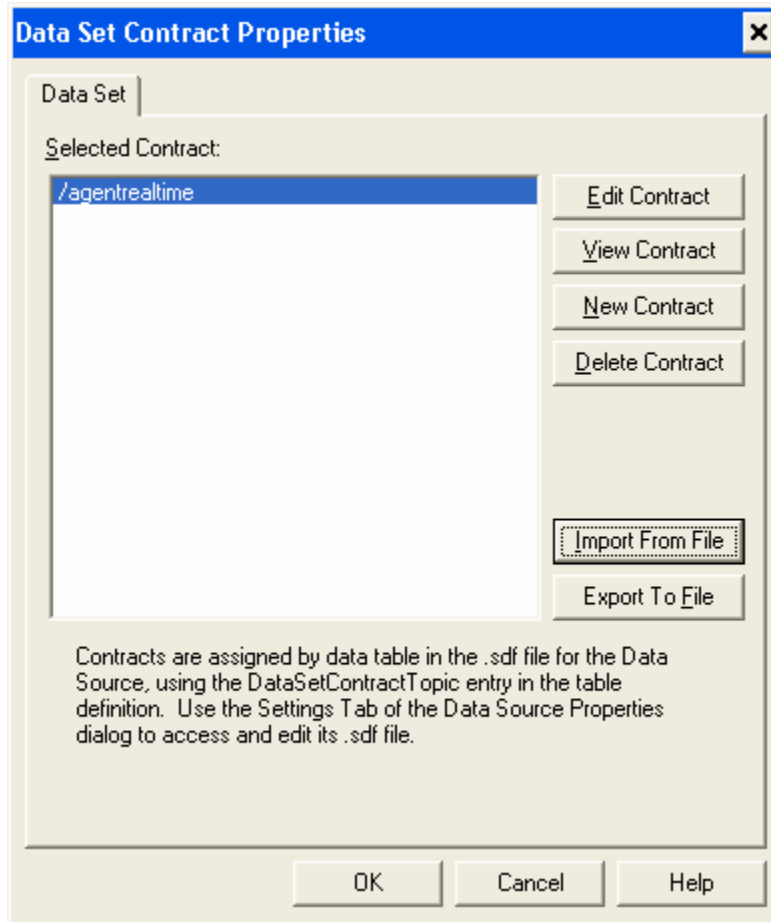 Data Set Contract Properties
Data Set
Selected Contract:
/agentrealtime
Edit Contract
View Contract
New Contract
Delete Contract
Import From File
Export To File
Contracts are assigned by data table in the .sdf file for the Data
Source, using the DataSetContractTopic entry in the table
definition.  Use the Settings Tab of the Data Source Properties
dialog to access and edit its .sdf file.
OK
Cancel
Help